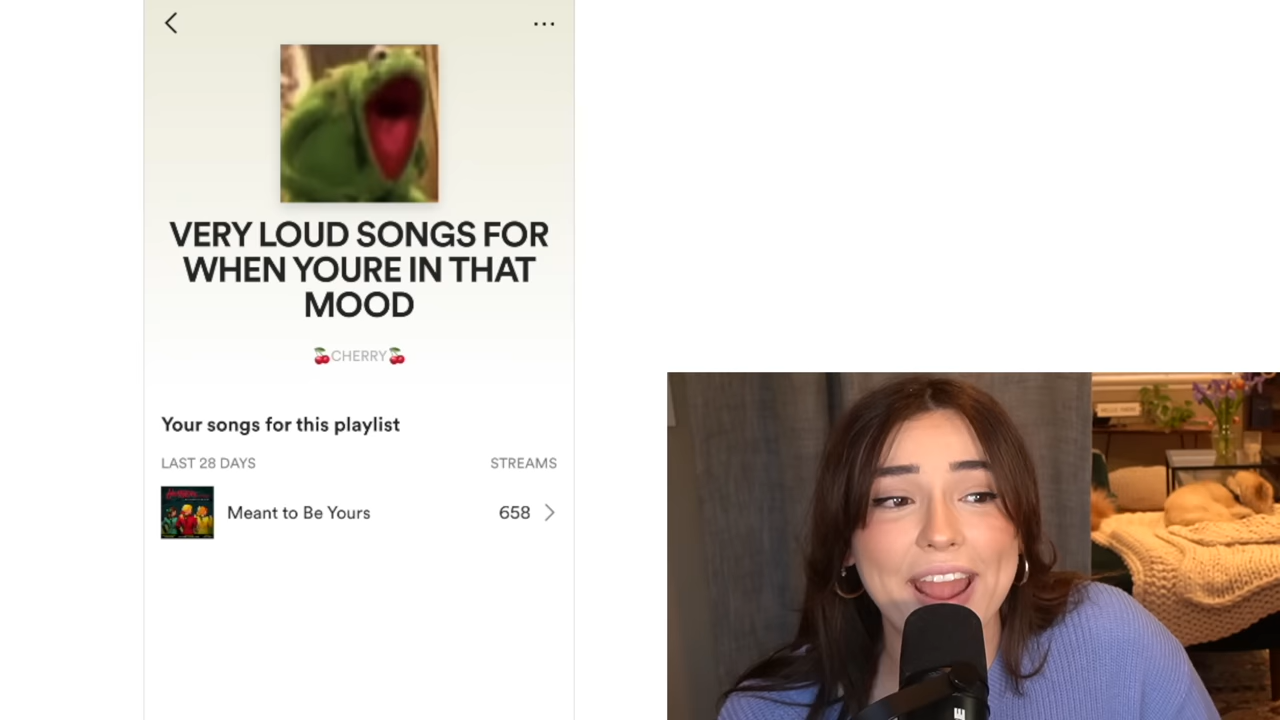 VERY LOUD SONGS FOR
WHEN YOURE IN THAT
MOOD
🍒CHERRY🍒
Your songs for this playlist
LAST 28 DAYS
STREAMS
Meant to Be Yours
658